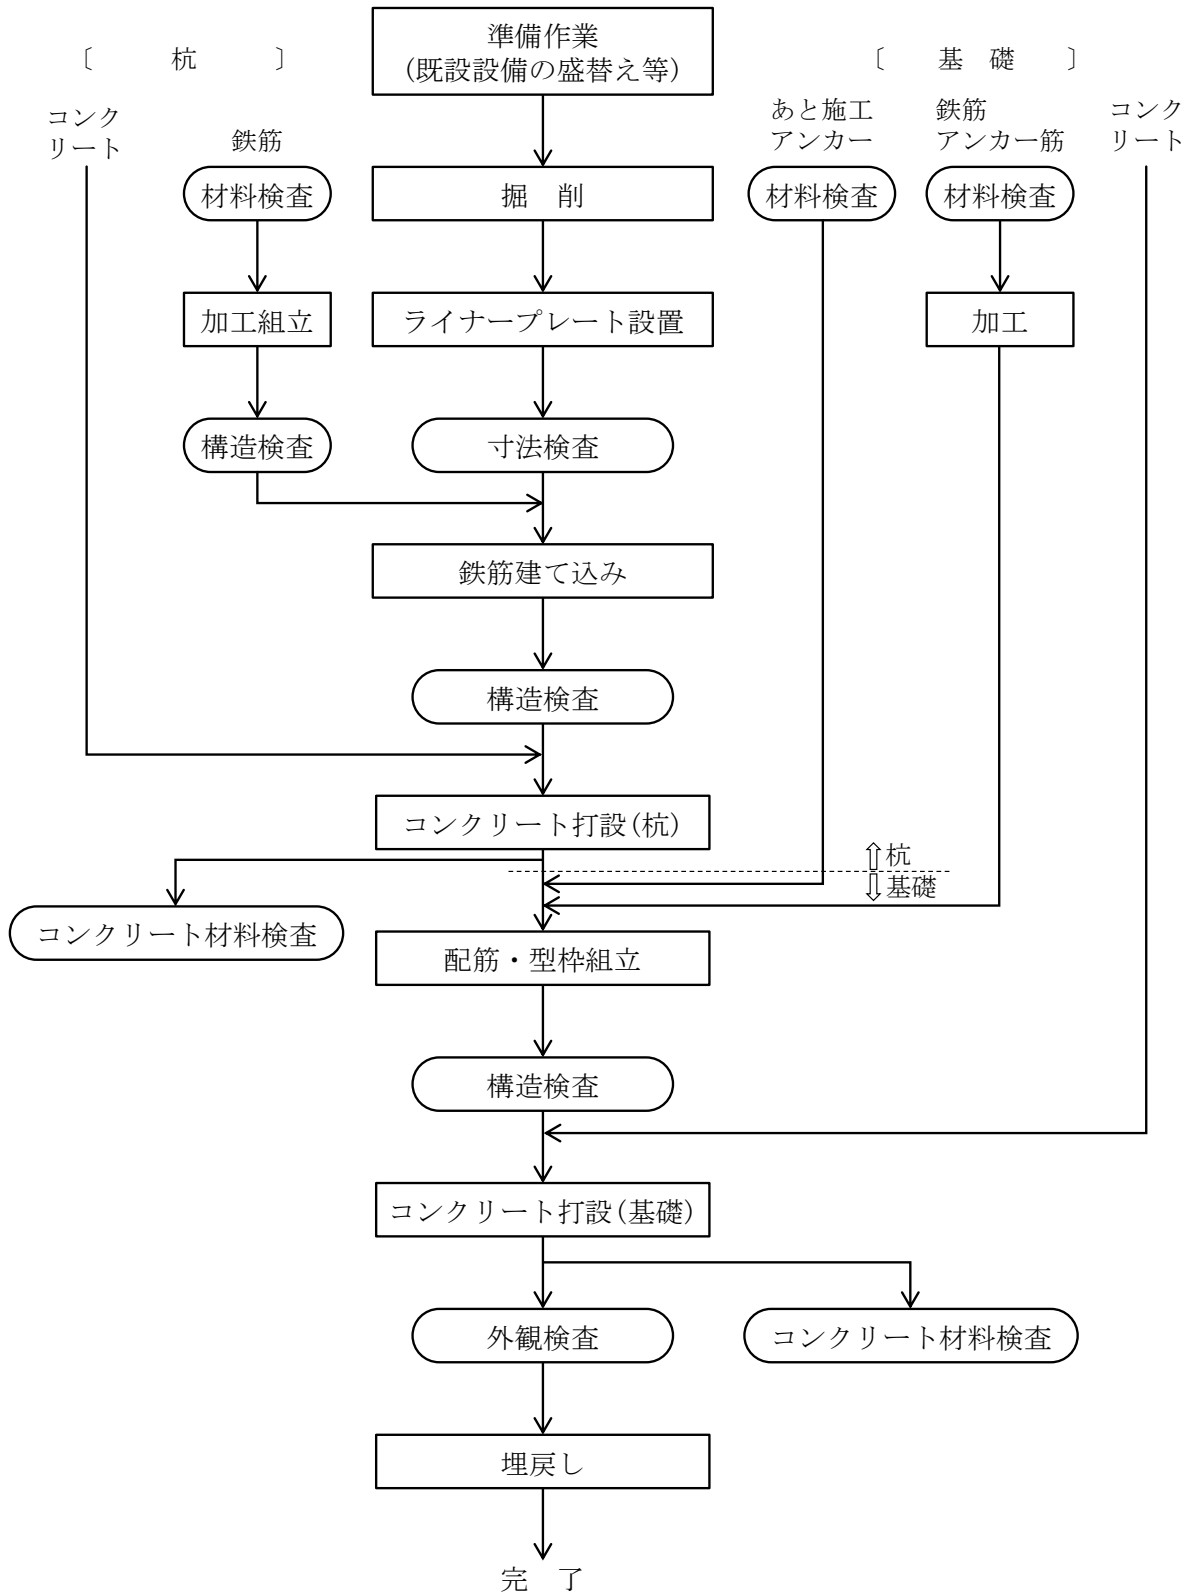 準備作業
(既設設備の盛替え等)
〔 杭 〕
〔 基 礎 〕
コンク
リート
鉄筋
あと施工
アンカー
鉄筋
アンカー筋
コンク
リート
材料検査
掘 削
材料検査
材料検査
加工組立
ライナープレート設置
加工
構造検査
寸法検査
鉄筋建て込み
構造検査
コンクリート打設(杭)
⇧杭
⇩基礎
コンクリート材料検査
配筋・型枠組立
構造検査
コンクリート打設(基礎)
外観検査
コンクリート材料検査
埋戻し
完 了